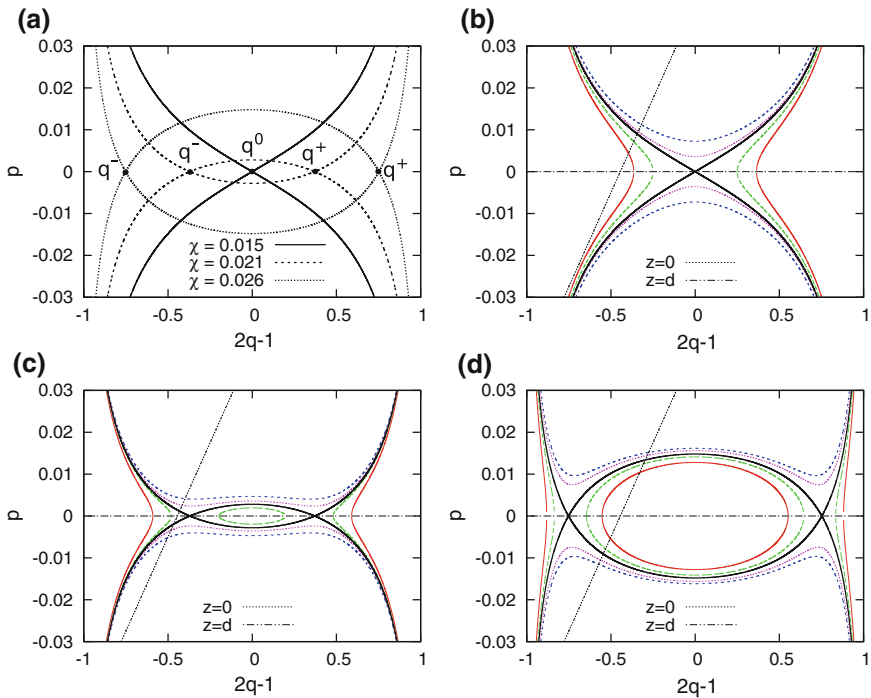 (a)
0.03
0.02
0.01
0
-0.01
-0.02
-0.03
p
q⁻ q⁻ q⁰ q⁺ q⁺
χ = 0.015
χ = 0.021
χ = 0.026
-1 -0.5 0 0.5 1
2q-1
(b)
0.03
0.02
0.01
0
-0.01
-0.02
-0.03
p
z=0
z=d
-1 -0.5 0 0.5 1
2q-1
(c)
0.03
0.02
0.01
0
-0.01
-0.02
-0.03
p
z=0
z=d
-1 -0.5 0 0.5 1
2q-1
(d)
0.03
0.02
0.01
0
-0.01
-0.02
-0.03
p
z=0
z=d
-1 -0.5 0 0.5 1
2q-1